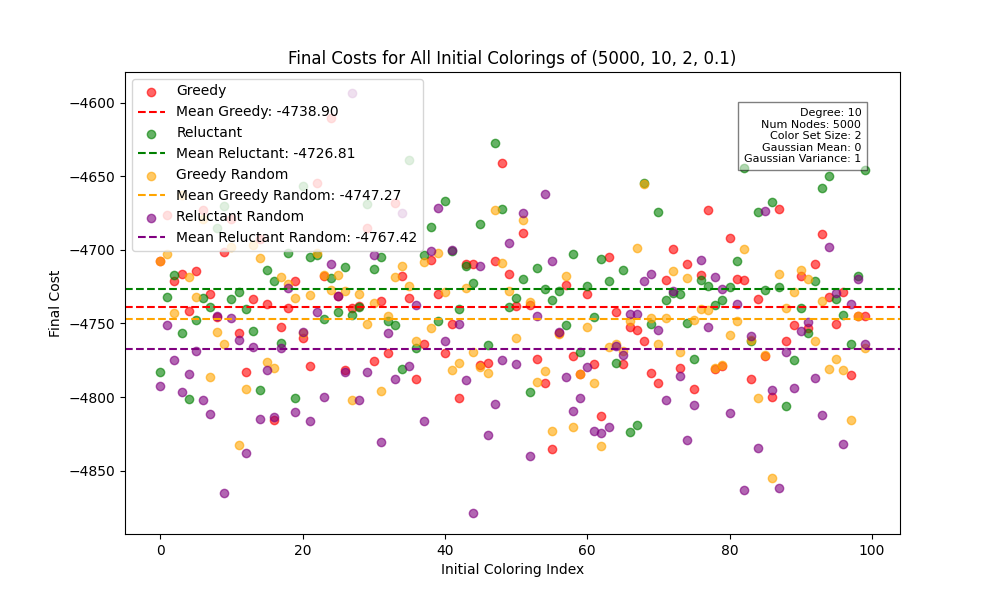 Final Costs for All Initial Colorings of (5000, 10, 2, 0.1)
Final Cost
−4600
−4650
−4700
−4750
−4800
−4850
Greedy
Mean Greedy: -4738.90
Reluctant
Mean Reluctant: -4726.81
Greedy Random
Mean Greedy Random: -4747.27
Reluctant Random
Mean Reluctant Random: -4767.42
Degree: 10
Num Nodes: 5000
Color Set Size: 2
Gaussian Mean: 0
Gaussian Variance: 1
0
20
40
60
80
100
Initial Coloring Index